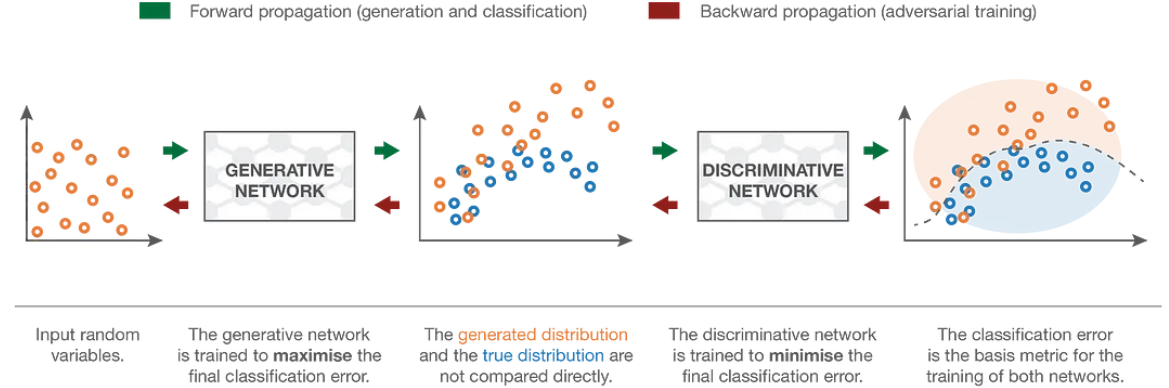 Forward propagation (generation and classification)
Backward propagation (adversarial training)
GENERATIVE
NETWORK
DISCRIMINATIVE
NETWORK
Input random
variables.
The generative network
is trained to maximise the
final classification error.
The generated distribution
and the true distribution are
not compared directly.
The discriminative network
is trained to minimise the
final classification error.
The classification error
is the basis metric for the
training of both networks.